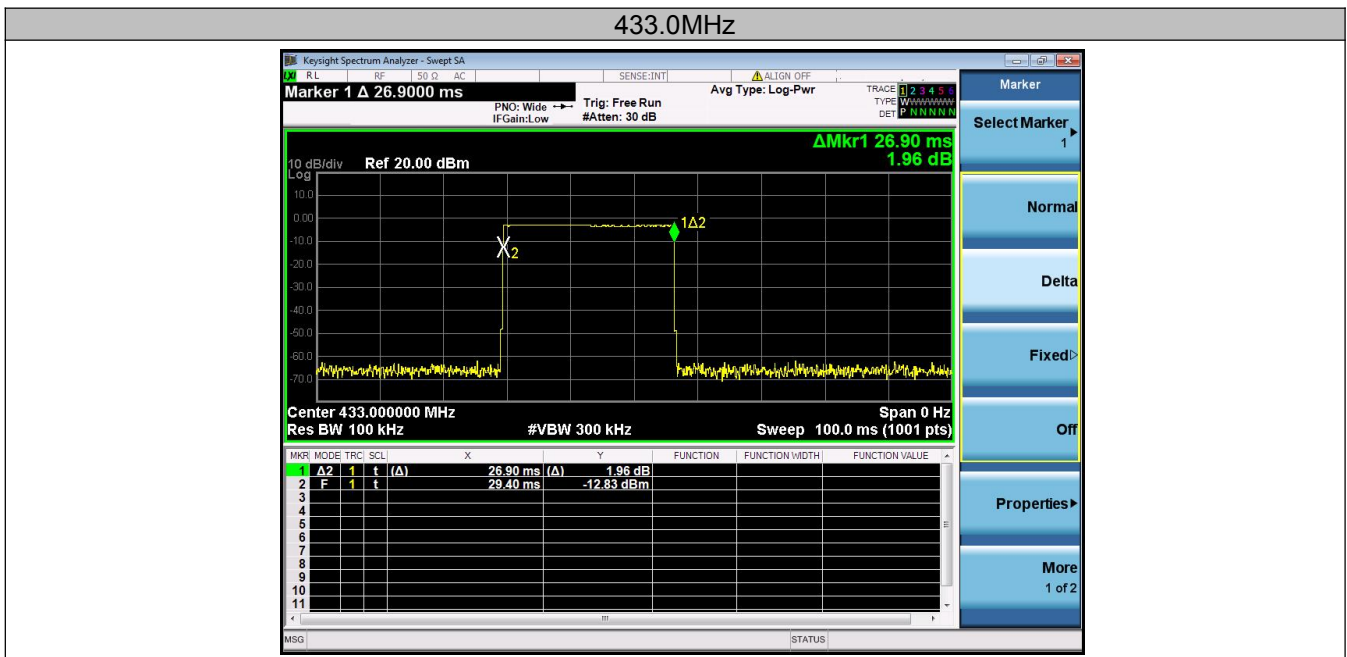 433.0MHz
Keysight Spectrum Analyzer - Swept SA
LXI RL RF 50 Ω AC SENSE:INT ALIGN OFF
Marker 1 Δ 26.9000 ms
PNO: Wide
IFGain:Low
Trig: Free Run
#Atten: 30 dB
Avg Type: Log-Pwr
TRACE 1 2 3 4 5 6
TYPE WWWWWW
DET P N N N N N
ΔMkr1 26.90 ms
1.96 dB
10 dB/div Ref 20.00 dBm
Log
10.0
0.00
-10.0
-20.0
-30.0
-40.0
-50.0
-60.0
-70.0
1Δ2
2
Center 433.000000 MHz Span 0 Hz
Res BW 100 kHz #VBW 300 kHz Sweep 100.0 ms (1001 pts)
MKR MODE TRC SCL X Y FUNCTION FUNCTION WIDTH FUNCTION VALUE
1 Δ2 1 t (Δ) 26.90 ms (Δ) 1.96 dB
2 F 1 t 29.40 ms -12.83 dBm
3
4
5
6
7
8
9
10
11
MSG STATUS
Marker
Select Marker
1
Normal
Delta
Fixed
Off
Properties
More
1 of 2